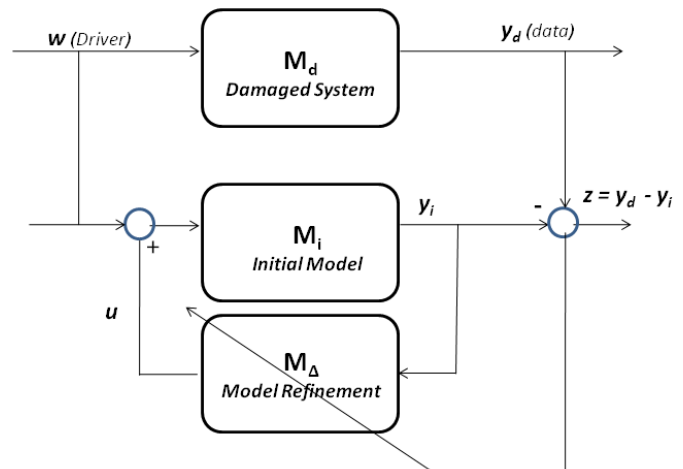 w (Driver)
y_d (data)
M_d
Damaged System
y_i
-
z = y_d - y_i
+
M_i
Initial Model
u
M_Δ
Model Refinement